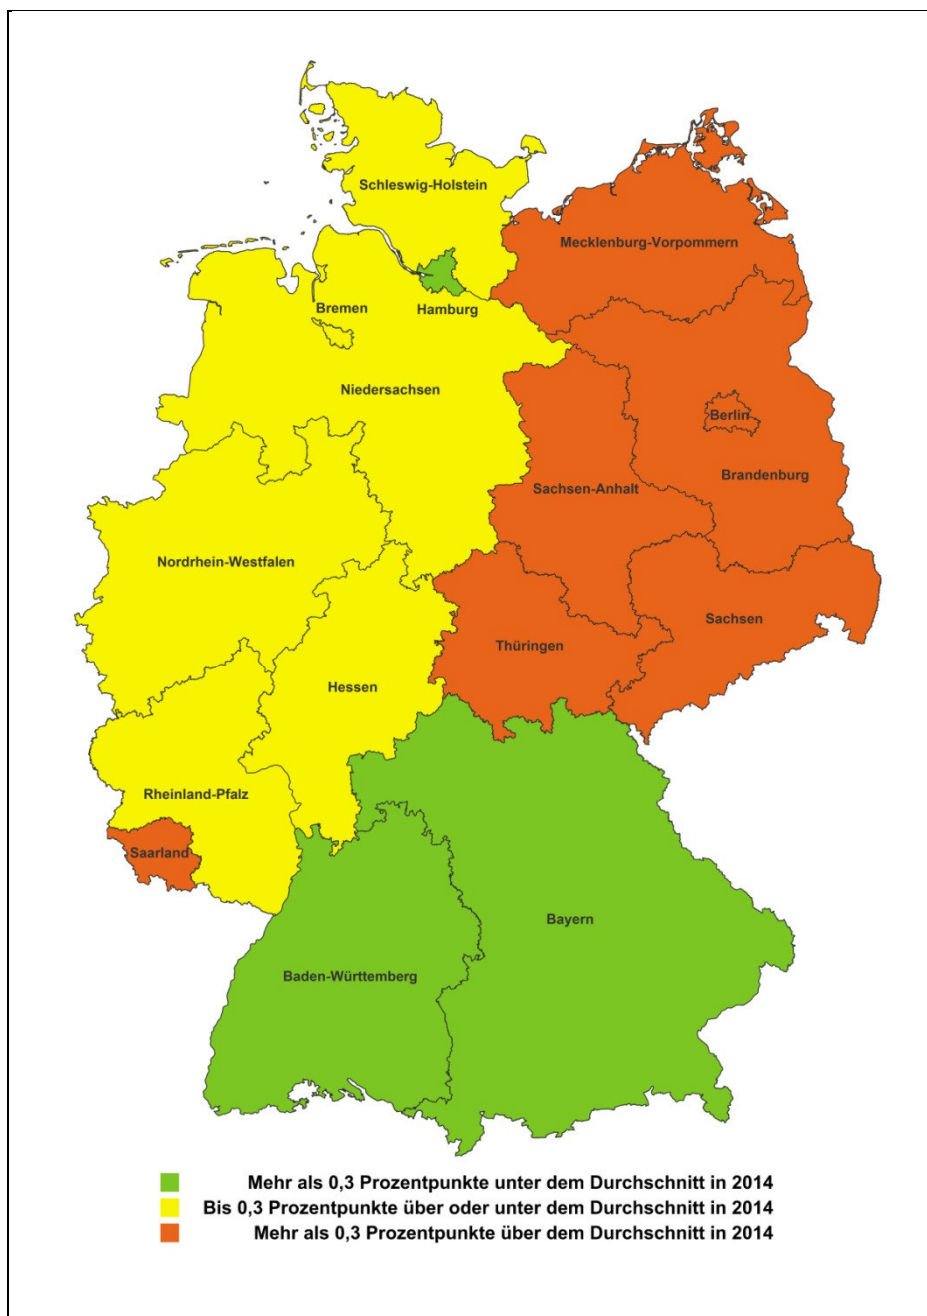 Schleswig-Holstein
Mecklenburg-Vorpommern
Bremen
Hamburg
Niedersachsen
Berlin
Brandenburg
Sachsen-Anhalt
Nordrhein-Westfalen
Sachsen
Thüringen
Hessen
Rheinland-Pfalz
Saarland
Bayern
Baden-Württemberg
Mehr als 0,3 Prozentpunkte unter dem Durchschnitt in 2014
Bis 0,3 Prozentpunkte über oder unter dem Durchschnitt in 2014
Mehr als 0,3 Prozentpunkte über dem Durchschnitt in 2014